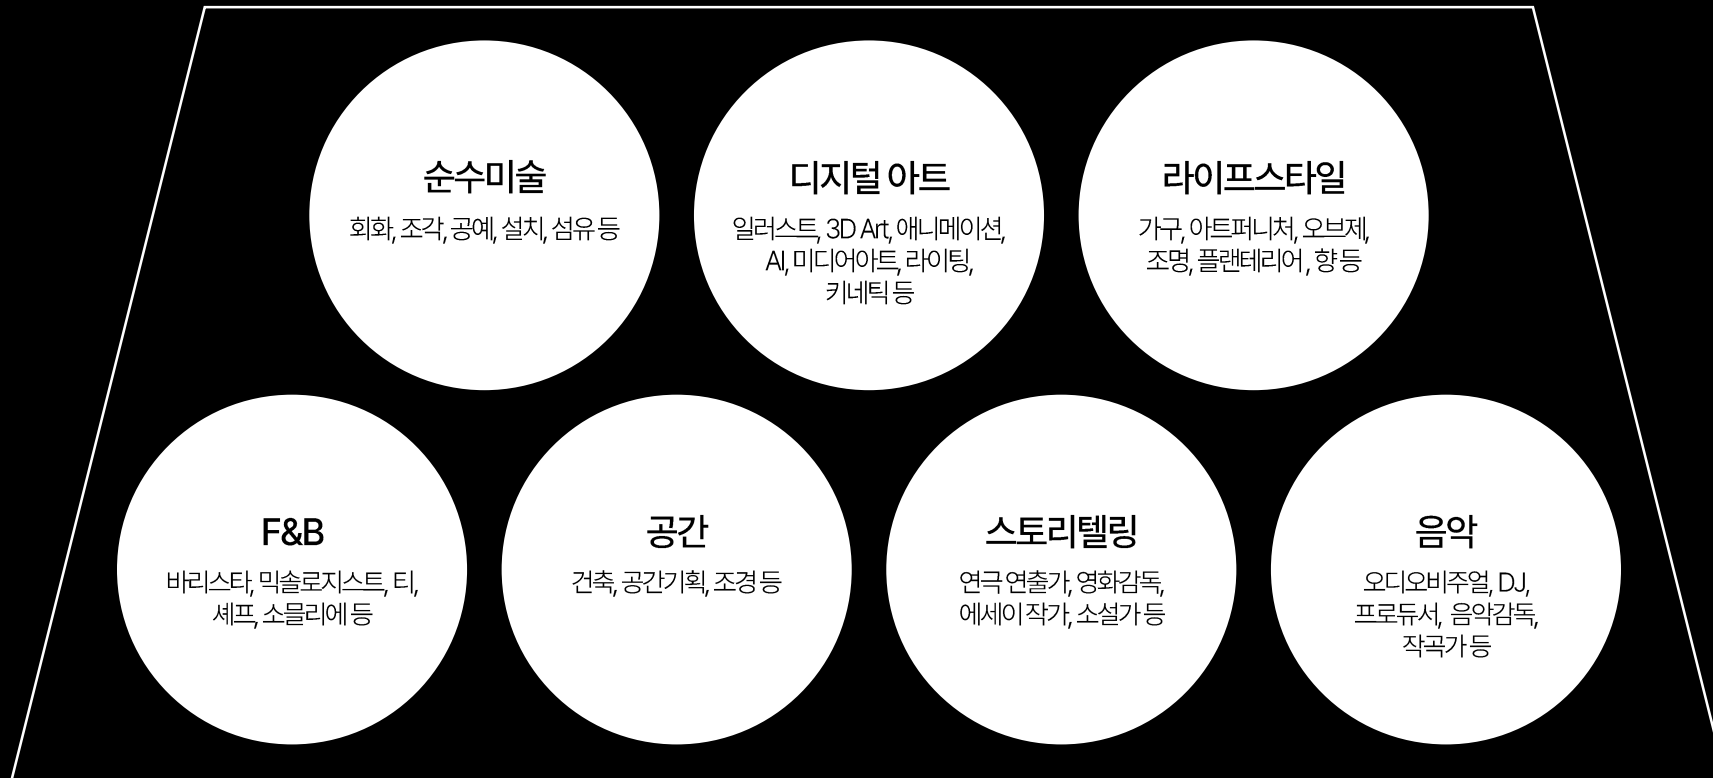 순수미술
회화, 조각, 공예, 설치, 섬유 등
디지털 아트
일러스트, 3D Art, 애니메이션,
AI, 미디어아트, 라이팅,
키네틱 등
라이프스타일
가구, 아트퍼니처, 오브제,
조명, 플랜테리어, 향 등
F&B
바리스타, 믹솔로지스트, 티,
셰프, 소믈리에 등
공간
건축, 공간기획, 조경 등
스토리텔링
연극 연출가, 영화감독,
에세이 작가, 소설가 등
음악
오디오비주얼, DJ,
프로듀서, 음악감독,
작곡가 등